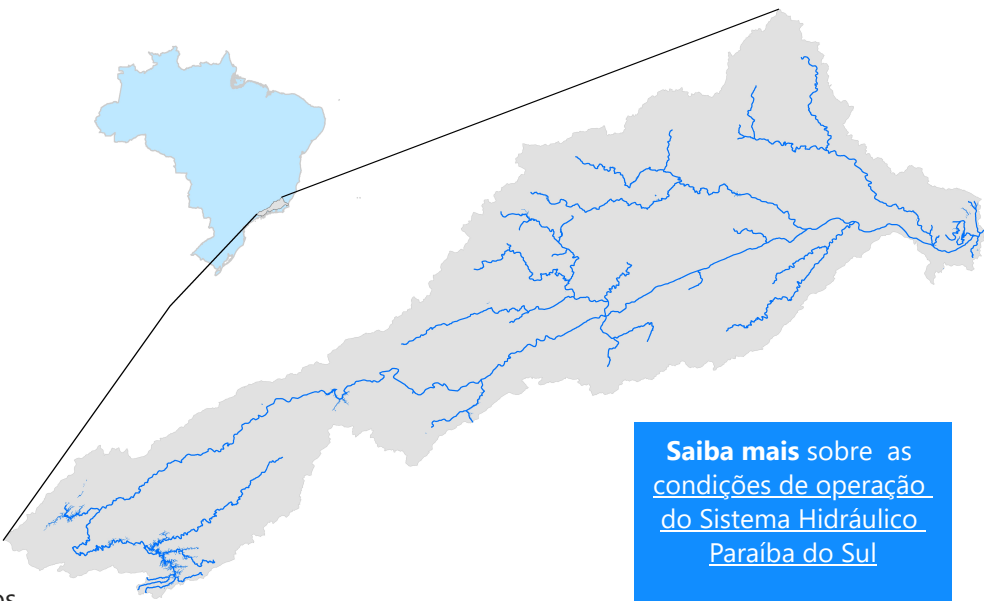 Saiba mais sobre as
condições de operação
do Sistema Hidráulico
Paraíba do Sul